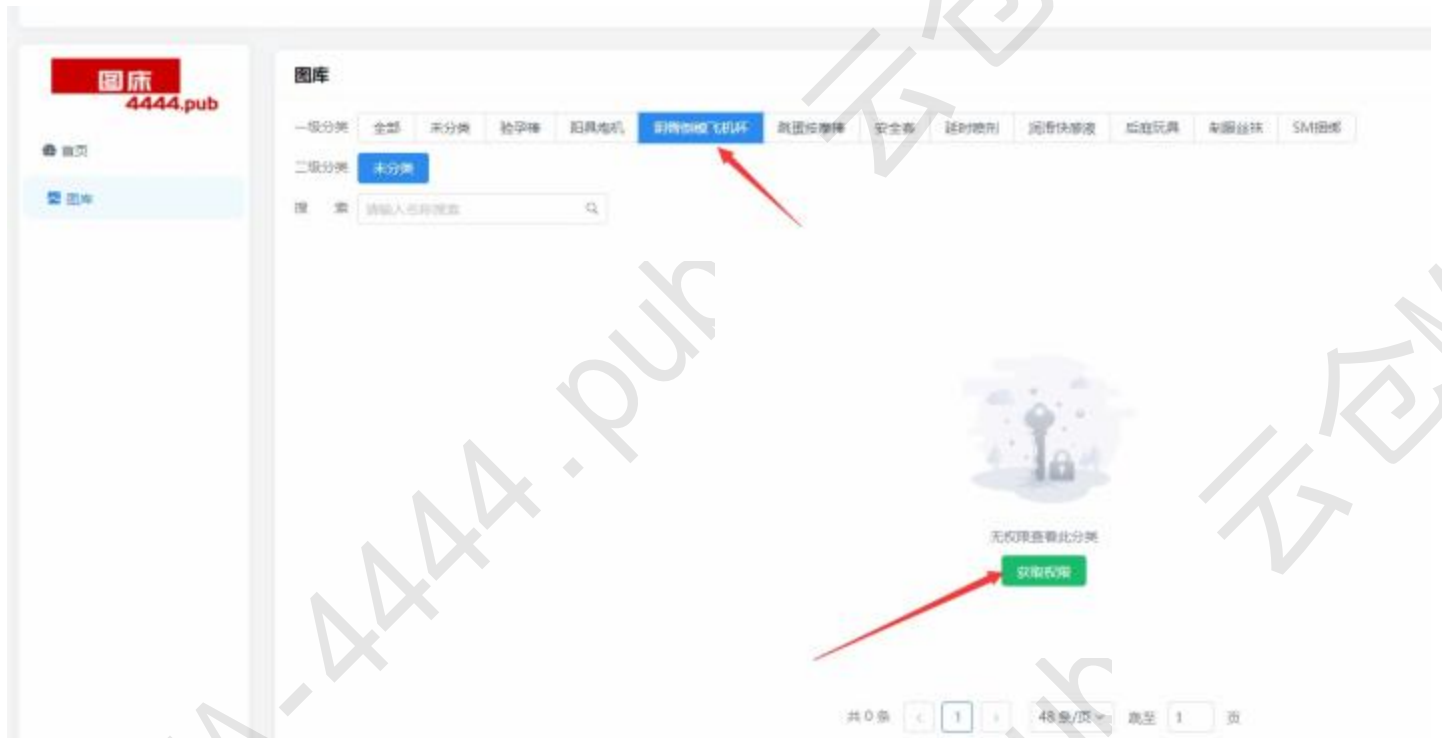 图床
4444.pub
首页
图库
图库
一级分类 全部 未分类 验孕棒 阳具炮机 阴臀倒模飞机杯 跳蛋按摩棒 安全套 延时喷剂 润滑快感液 后庭玩具 制服丝袜 SM捆绑
二级分类 未分类
搜 索 请输入名称搜索
无权限查看此分类
获取权限
共 0 条 1 48 条/页 跳至 1 页
444.pub
云仓